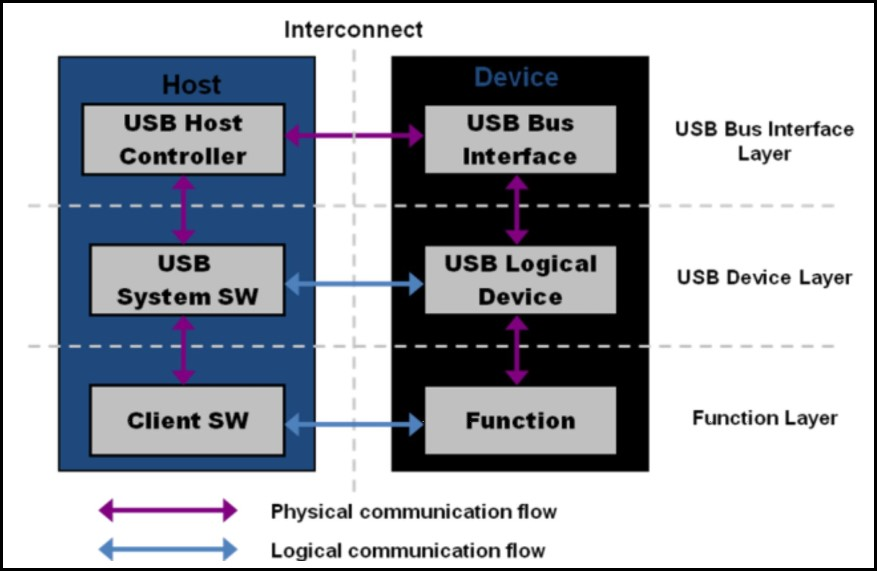 Interconnect
Host
Device
USB Host
Controller
USB Bus
Interface
USB Bus Interface
Layer
USB
System SW
USB Logical
Device
USB Device Layer
Client SW
Function
Function Layer
Physical communication flow
Logical communication flow